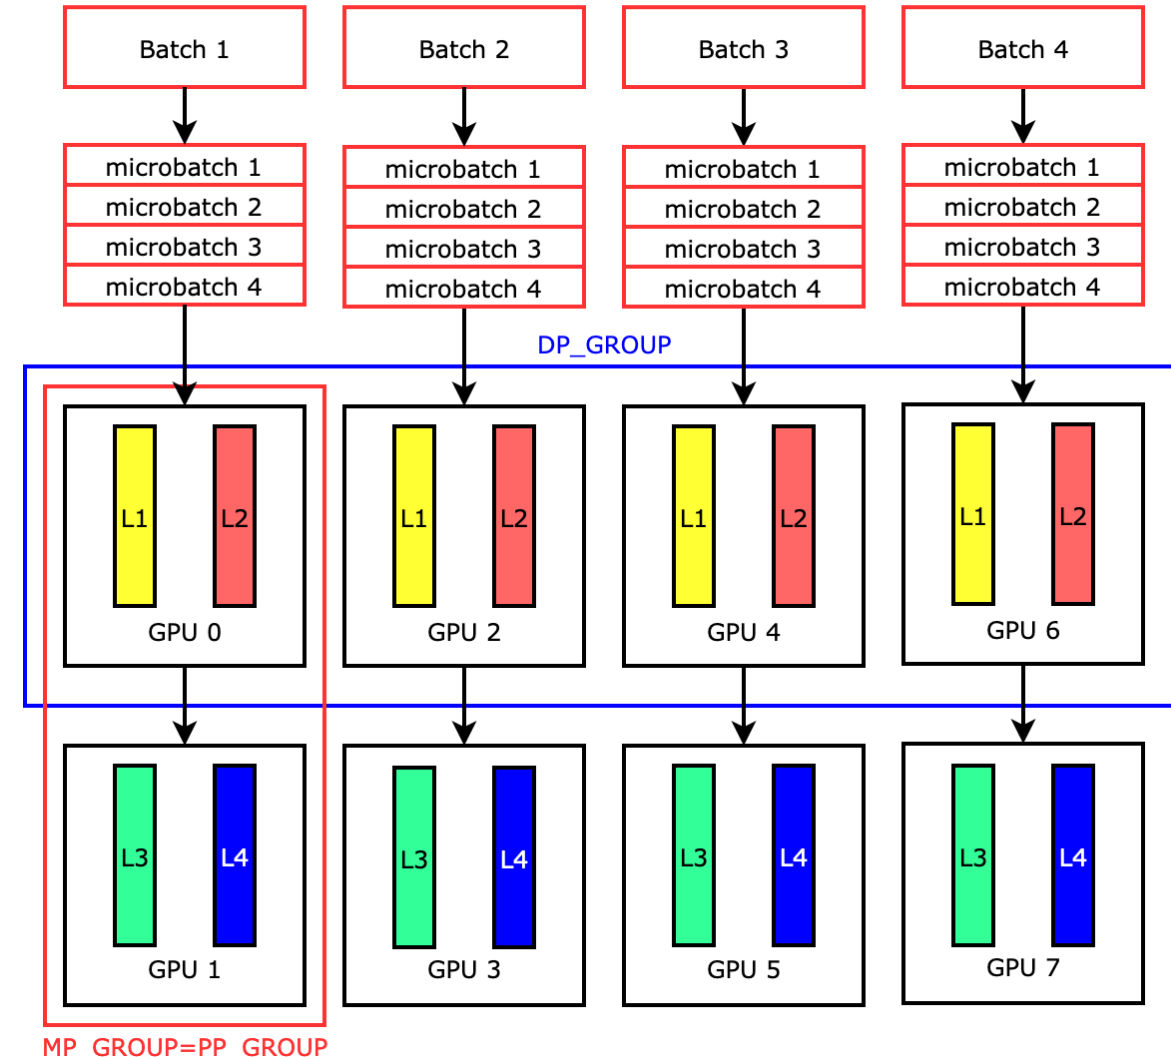 Batch 1
Batch 2
Batch 3
Batch 4
microbatch 1
microbatch 2
microbatch 3
microbatch 4
microbatch 1
microbatch 2
microbatch 3
microbatch 4
microbatch 1
microbatch 2
microbatch 3
microbatch 4
microbatch 1
microbatch 2
microbatch 3
microbatch 4
DP_GROUP
L1
L2
GPU 0
L1
L2
GPU 2
L1
L2
GPU 4
L1
L2
GPU 6
L3
L4
GPU 1
L3
L4
GPU 3
L3
L4
GPU 5
L3
L4
GPU 7
MP_GROUP=PP_GROUP